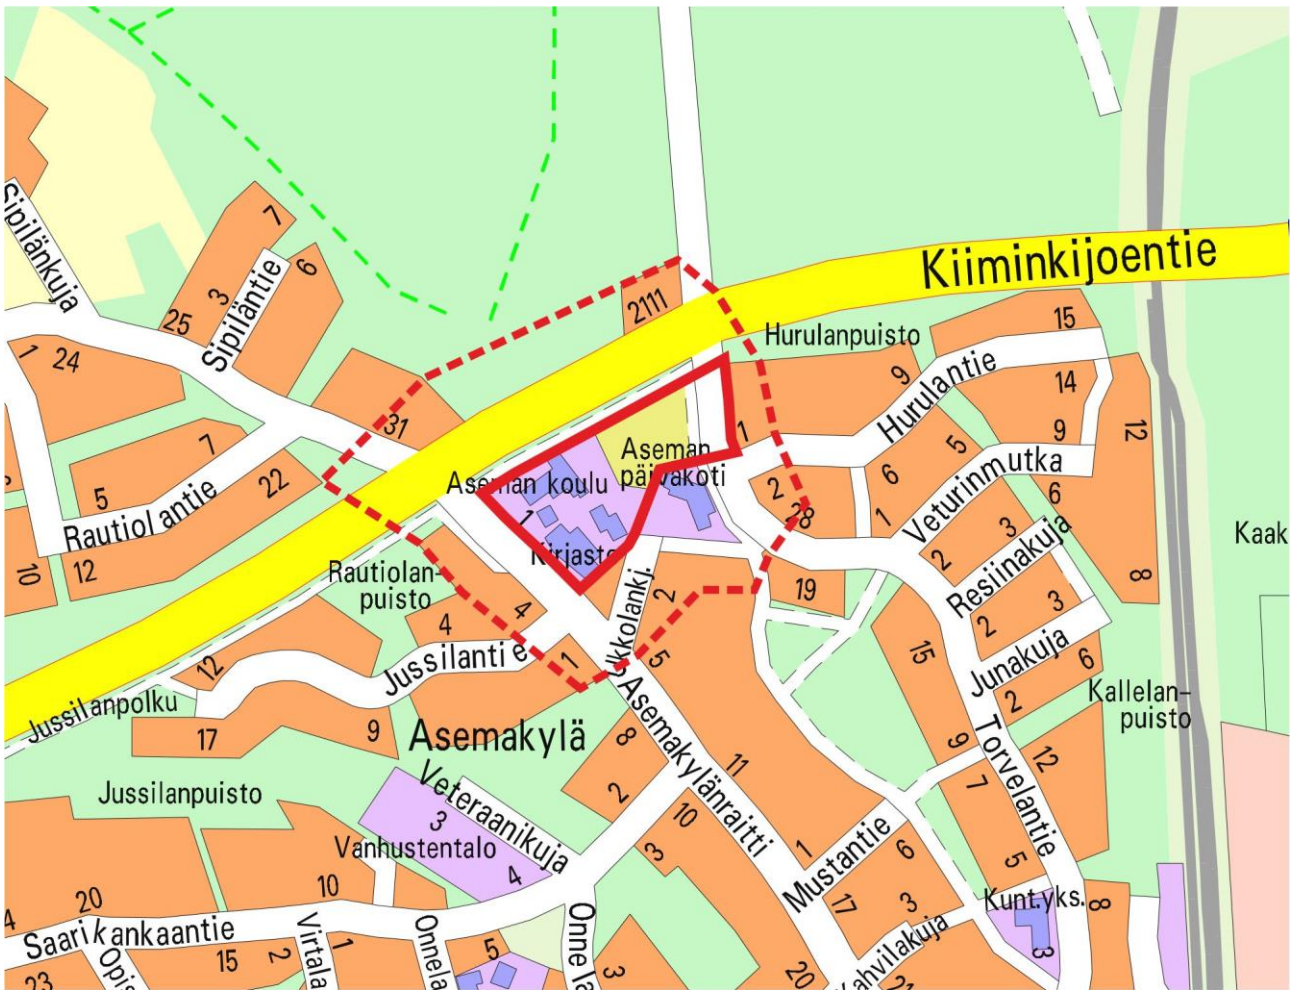 Kiiminkijoentie
Sipilänkuja
7
3
6
Sipiläntie
25
2111
Hurulanpuisto
15
1
24
9
Hurulantie
14
31
1
5
9
12
7
Aseman
päiväkoti
Veturinmutka
5
22
Aseman koulu
2
6
6
Rautiolantie
1
28
1
3
Resiinakuja
Kaak
10
12
Kirjasto
2
8
Rautiolan-
puisto
4
4
2
19
3
2
Junakuja
Jussilantie
1
5
15
6
12
2
Kallelan-
puisto
Jussilanpolku
17
9
Asemakylä
8
Asemakylänraitti
11
9
Torvelantie
12
7
Jussilanpuisto
Veteraanikuja
3
2
10
Vanhustentalo
4
3
1
Mustantie
6
5
20
10
17
3
Kunt.yks.
8
4
Saarikankaantie
Virtala
1
Onnela
5
Onnela
Kahvilakuja
3
15
2
Opis
3
20
21
23